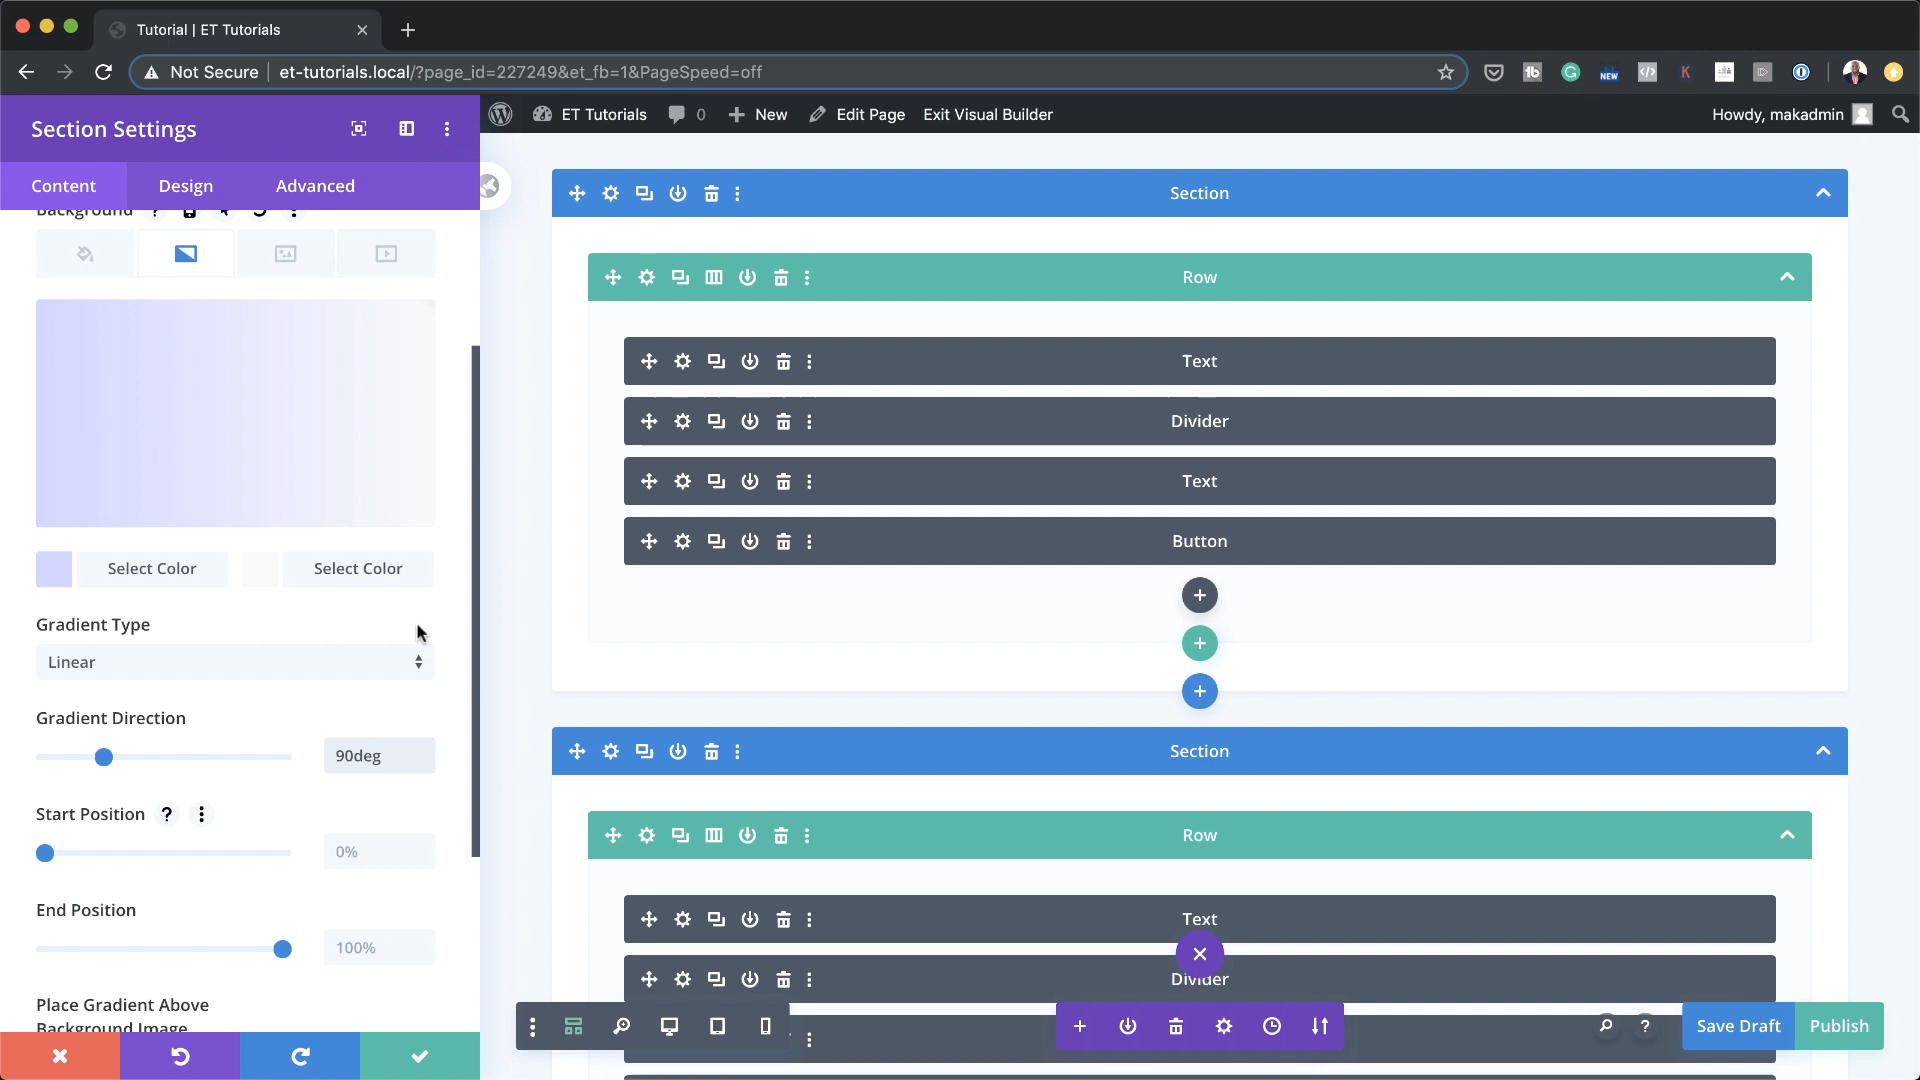 Tutorial | ET Tutorials
Not Secure
et-tutorials.local/?page_id=227249&et_fb=1&PageSpeed=off
NEW
ET Tutorials
0
New
Edit Page
Exit Visual Builder
Howdy, makadmin
Section Settings
Content
Design
Advanced
Background
Select Color
Select Color
Gradient Type
Linear
Gradient Direction
90deg
Start Position
0%
End Position
100%
Place Gradient Above
Background Image
Section
Row
Text
Divider
Text
Button
Section
Row
Text
Divider
Save Draft
Publish